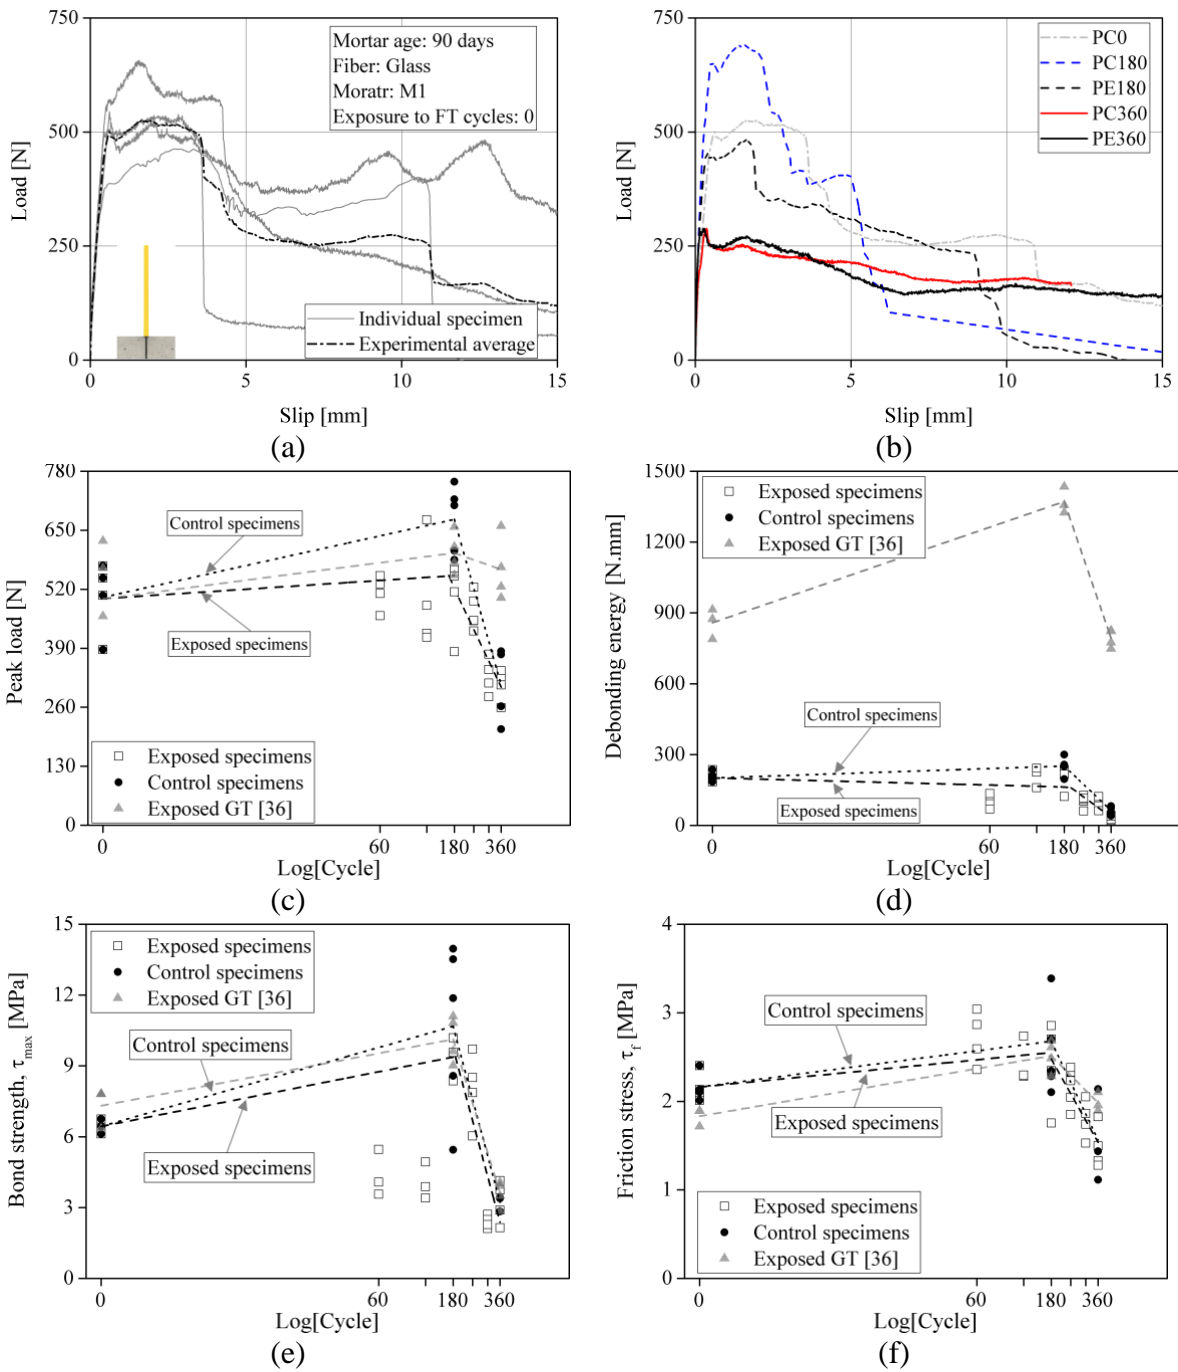 750
500
250
0
Load [N]
Mortar age: 90 days
Fiber: Glass
Moratr: M1
Exposure to FT cycles: 0
Individual specimen
Experimental average
0
5
10
15
Slip [mm]
(a)
750
500
250
0
Load [N]
PC0
PC180
PE180
PC360
PE360
0
5
10
15
Slip [mm]
(b)
780
650
520
390
260
130
0
Peak load [N]
Control specimens
Exposed specimens
Exposed specimens
Control specimens
Exposed GT [36]
0
60
180
360
Log[Cycle]
(c)
1500
1200
900
600
300
0
Debonding energy [N.mm]
Exposed specimens
Control specimens
Exposed GT [36]
Control specimens
Exposed specimens
0
60
180
360
Log[Cycle]
(d)
15
12
9
6
3
0
Bond strength, τmax [MPa]
Exposed specimens
Control specimens
Exposed GT [36]
Control specimens
Exposed specimens
0
60
180
360
Log[Cycle]
(e)
4
3
2
1
0
Friction stress, τf [MPa]
Control specimens
Exposed specimens
Exposed specimens
Control specimens
Exposed GT [36]
0
60
180
360
Log[Cycle]
(f)